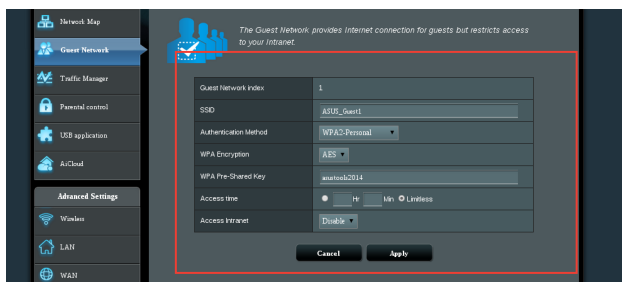 Network Map
Guest Network
Traffic Manager
Parental control
USB application
AiCloud
Advanced Settings
Wireless
LAN
WAN
The Guest Network provides Internet connection for guests but restricts access
to your Intranet.
Guest Network index 1
SSID ASUS_Guest1
Authentication Method WPA2-Personal
WPA Encryption AES
WPA Pre-Shared Key
Access time Hr Min Limitless
Access Intranet Disable
Cancel Apply